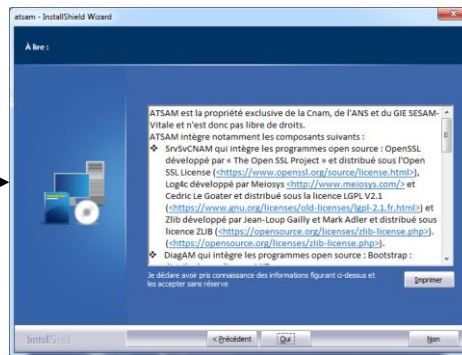 atsam - InstallShield Wizard
À lire :
ATSAM est la propriété exclusive de la Cnam, de l'ANS et du GIE SESAM-
Vitale et n'est donc pas libre de droits.
ATSAM intègre notamment les composants suivants :
❖ SrvSvCNAM qui intègre les programmes open source : OpenSSL
développé par « The Open SSL Project » et distribué sous l'Open
SSL License (<https://www.openssl.org/source/license.html>),
Log4c développé par Meiosys <http://www.meiosys.com/> et
Cedric Le Goater et distribué sous la licence LGPL V2.1
(<https://www.gnu.org/licenses/old-licenses/lgpl-2.1.fr.html>) et
Zlib développé par Jean-Loup Gailly et Mark Adler et distribué sous
licence ZLIB (<https://opensource.org/licenses/zlib-license.php>).
(<https://opensource.org/licenses/zlib-license.php>).
❖ DiagAM qui intègre les programmes open source : Bootstrap :
Je déclare avoir pris connaissance des informations figurant ci-dessus et
les accepter sans réserve
Imprimer
InstallShield
< Précédent
Oui
Non